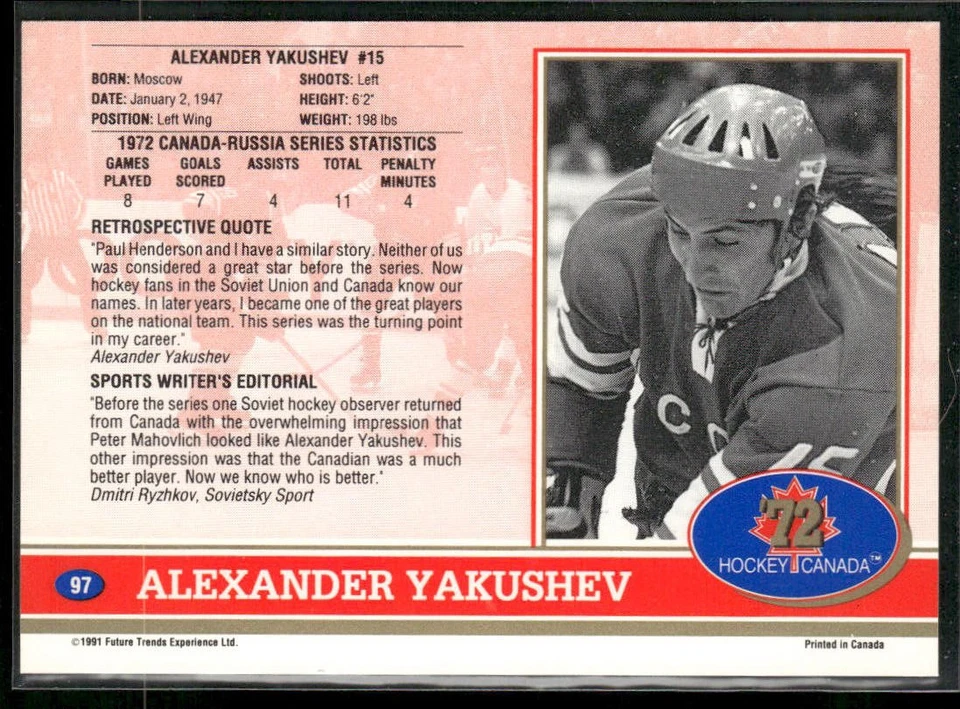 ALEXANDER YAKUSHEV #15
BORN: Moscow SHOOTS: Left
DATE: January 2, 1947 HEIGHT: 6'2"
POSITION: Left Wing WEIGHT: 198 lbs
1972 CANADA-RUSSIA SERIES STATISTICS
GAMES GOALS ASSISTS TOTAL PENALTY
PLAYED SCORED MINUTES
8 7 4 11 4
RETROSPECTIVE QUOTE
"Paul Henderson and I have a similar story. Neither of us
was considered a great star before the series. Now
hockey fans in the Soviet Union and Canada know our
names. In later years, I became one of the great players
on the national team. This series was the turning point
in my career."
Alexander Yakushev
SPORTS WRITER'S EDITORIAL
"Before the series one Soviet hockey observer returned
from Canada with the overwhelming impression that
Peter Mahovlich looked like Alexander Yakushev. This
other impression was that the Canadian was a much
better player. Now we know who is better."
Dmitri Ryzhkov, Sovietsky Sport
CC
15
'72
HOCKEY CANADA™
97 ALEXANDER YAKUSHEV
©1991 Future Trends Experience Ltd. Printed in Canada